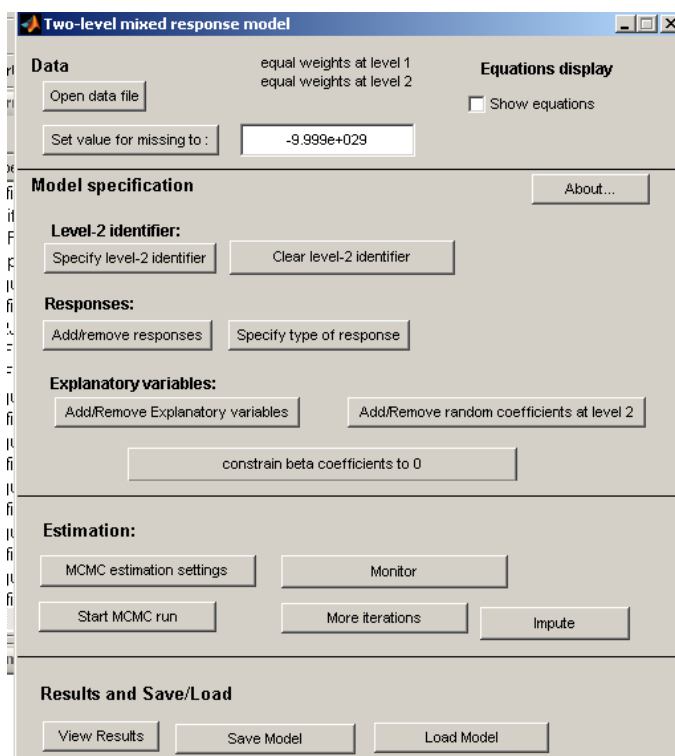 Two-level mixed response model
Data
equal weights at level 1
equal weights at level 2
Equations display
Open data file
Show equations
Set value for missing to :
-9.999e+029
Model specification
About...
Level-2 identifier:
Specify level-2 identifier
Clear level-2 identifier
Responses:
Add/remove responses
Specify type of response
Explanatory variables:
Add/Remove Explanatory variables
Add/Remove random coefficients at level 2
constrain beta coefficients to 0
Estimation:
MCMC estimation settings
Monitor
Start MCMC run
More iterations
Impute
Results and Save/Load
View Results
Save Model
Load Model